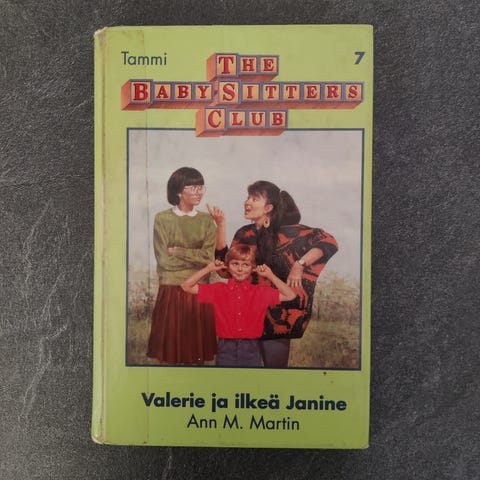 Tammi 7
THE
BABY-SITTERS
CLUB
Valerie ja ilkeä Janine
Ann M. Martin